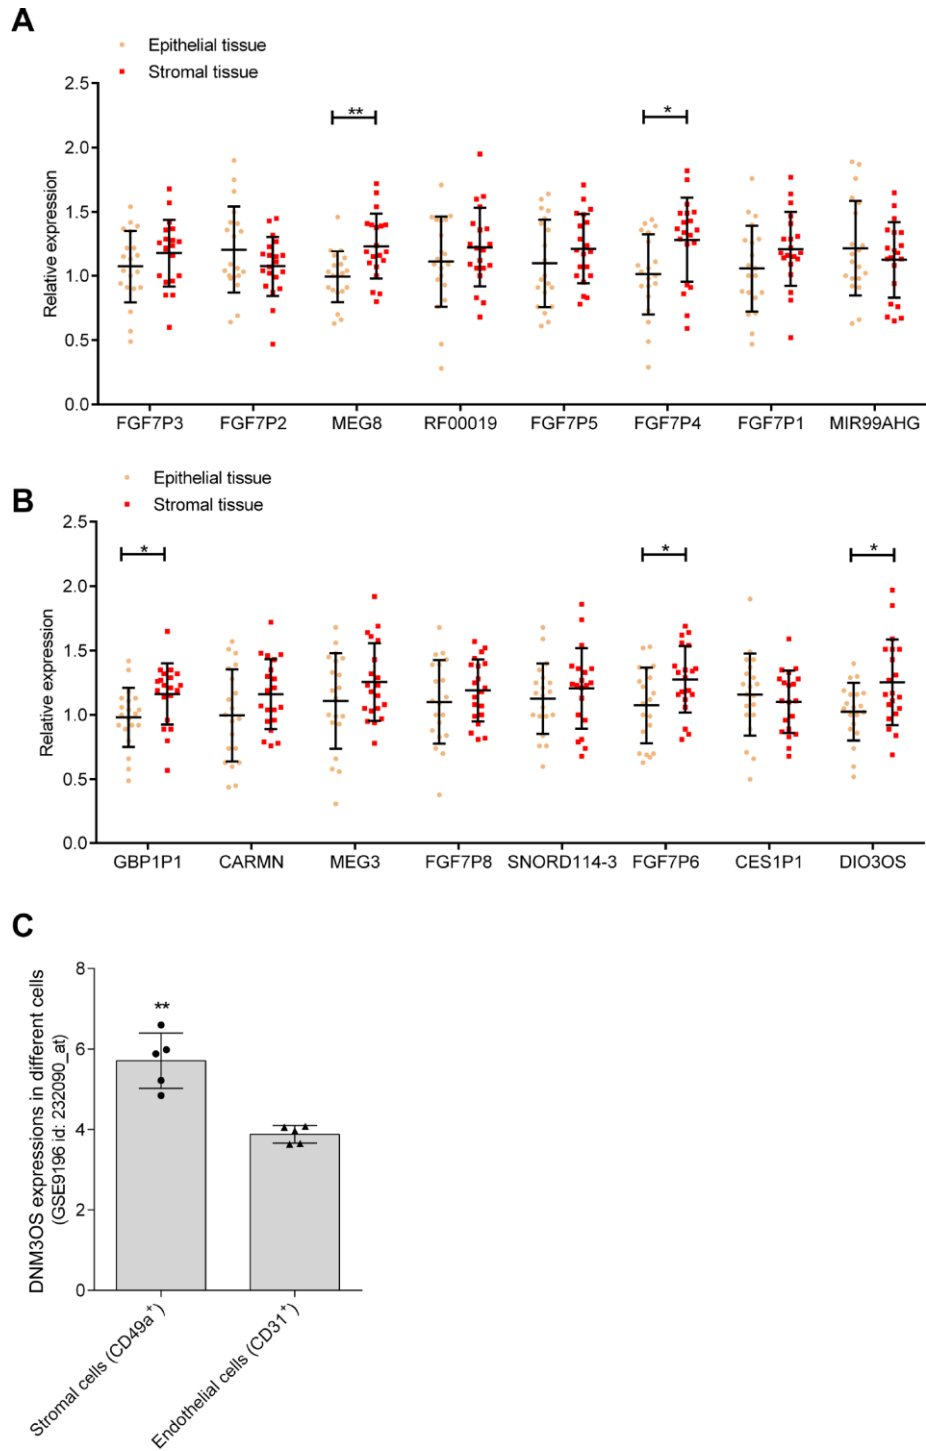 A
Epithelial tissue
Stromal tissue
Relative expression
2.5
2.0
1.5
1.0
0.5
0.0
**
*
FGF7P3 FGF7P2 MEG8 RF00019 FGF7P5 FGF7P4 FGF7P1 MIR99AHG
B
Epithelial tissue
Stromal tissue
Relative expression
2.5
2.0
1.5
1.0
0.5
0.0
*
*
*
GBP1P1 CARMN MEG3 FGF7P8 SNORD114-3 FGF7P6 CES1P1 DIO3OS
C
DNM3OS expressions in different cells
(GSE9196 id: 232090_at)
8
6
4
2
0
**
Stromal cells (CD49a⁺)
Endothelial cells (CD31⁺)